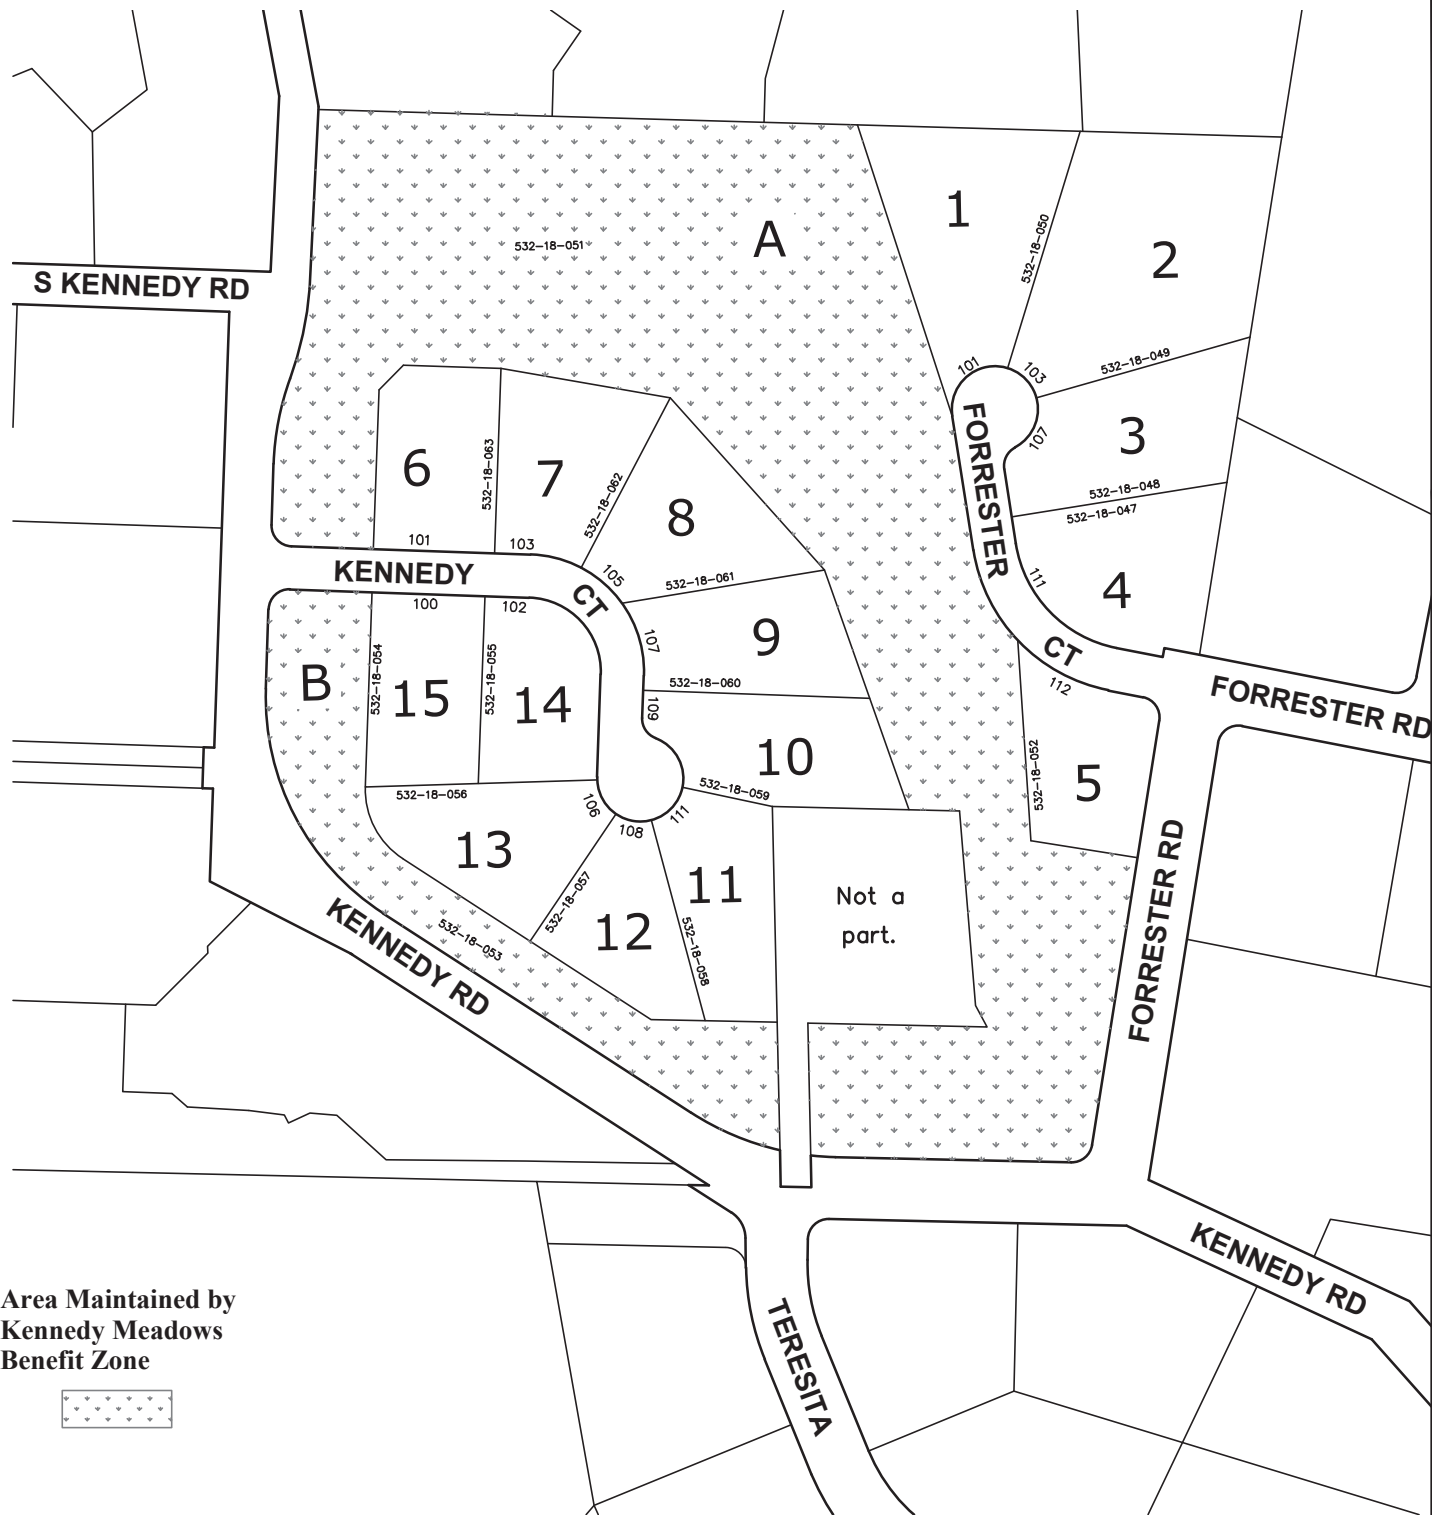 A
1
2
532-18-051
532-18-050
S KENNEDY RD
532-18-049
101
103
107
FORRESTER
3
6
532-18-063
7
532-18-062
8
532-18-048
532-18-047
101
103
KENNEDY
CT
105
532-18-061
111
4
100
102
107
9
CT
112
B
532-18-054
15
532-18-055
14
532-18-060
109
FORRESTER RD
10
532-18-052
5
532-18-056
532-18-059
106
108
111
13
FORRESTER RD
532-18-057
11
Not a
part.
KENNEDY RD
532-18-053
12
532-18-058
KENNEDY RD
TERESITA
Area Maintained by
Kennedy Meadows
Benefit Zone